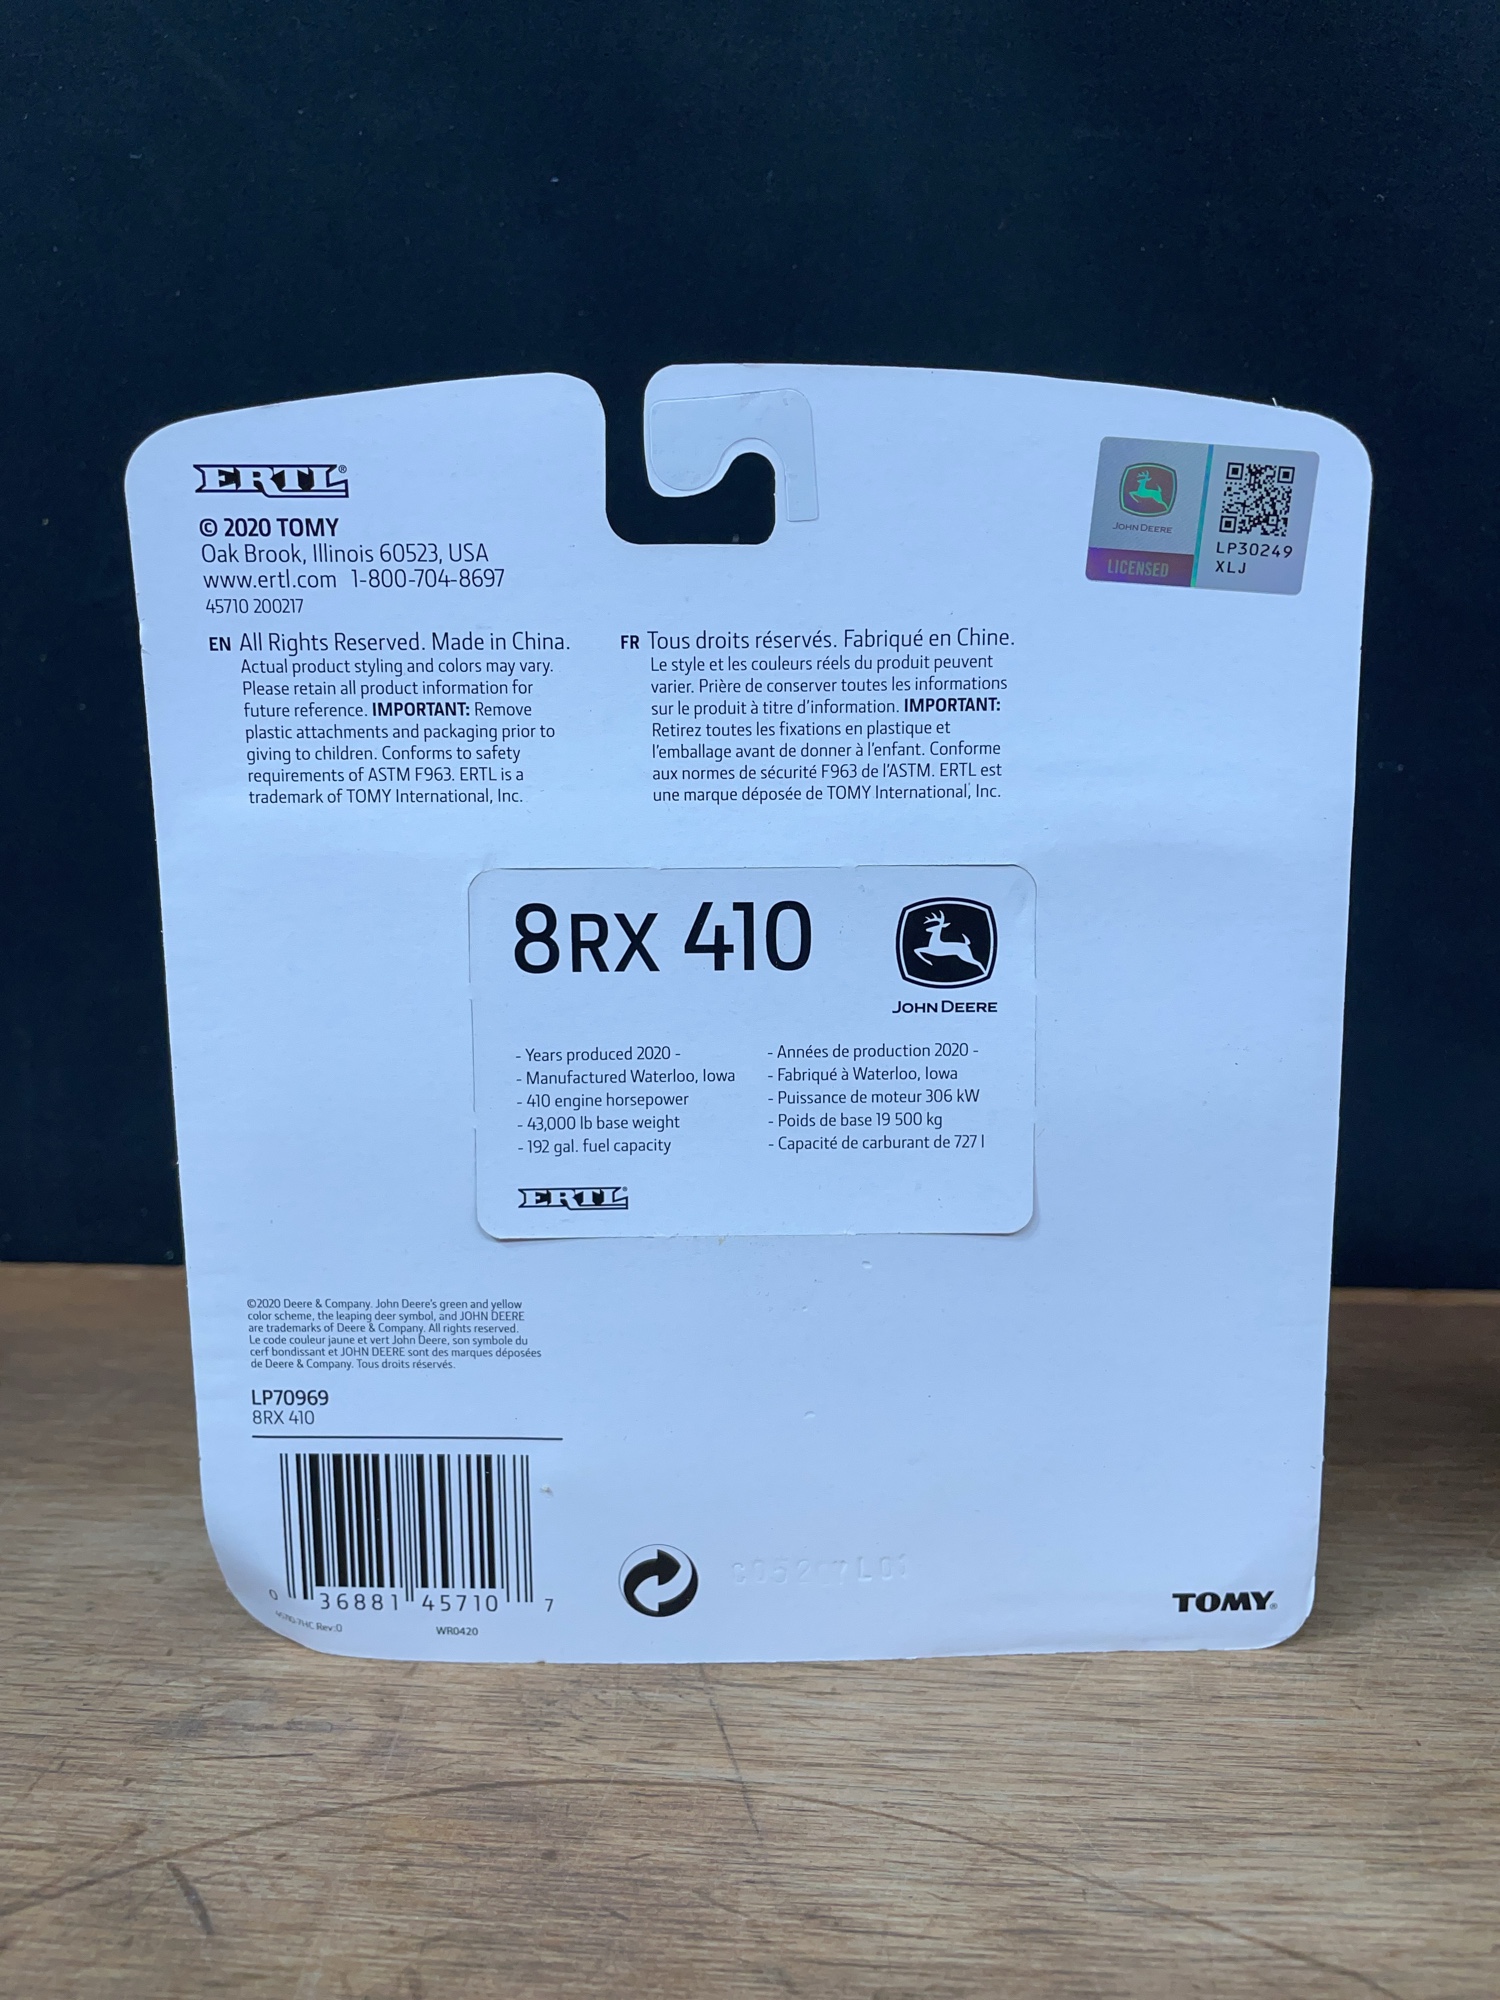 ERTL®
© 2020 TOMY
Oak Brook, Illinois 60523, USA
www.ertl.com 1-800-704-8697
45710 200217
JOHN DEERE
LICENSED
LP30249
XLJ
EN All Rights Reserved. Made in China.
Actual product styling and colors may vary.
Please retain all product information for
future reference. IMPORTANT: Remove
plastic attachments and packaging prior to
giving to children. Conforms to safety
requirements of ASTM F963. ERTL is a
trademark of TOMY International, Inc.
FR Tous droits réservés. Fabriqué en Chine.
Le style et les couleurs réels du produit peuvent
varier. Prière de conserver toutes les informations
sur le produit à titre d'information. IMPORTANT:
Retirez toutes les fixations en plastique et
l'emballage avant de donner à l'enfant. Conforme
aux normes de sécurité F963 de l'ASTM. ERTL est
une marque déposée de TOMY International, Inc.
8RX 410
JOHN DEERE
- Years produced 2020 -
- Manufactured Waterloo, Iowa
- 410 engine horsepower
- 43,000 lb base weight
- 192 gal. fuel capacity
- Années de production 2020 -
- Fabriqué à Waterloo, Iowa
- Puissance de moteur 306 kW
- Poids de base 19 500 kg
- Capacité de carburant de 727 l
ERTL®
©2020 Deere & Company. John Deere's green and yellow
color scheme, the leaping deer symbol, and JOHN DEERE
are trademarks of Deere & Company. All rights reserved.
Le code couleur jaune et vert John Deere, son symbole du
cerf bondissant et JOHN DEERE sont des marques déposées
de Deere & Company. Tous droits réservés.
LP70969
8RX 410
0 36881 45710 7
Rev:0
WR0420
TOMY®